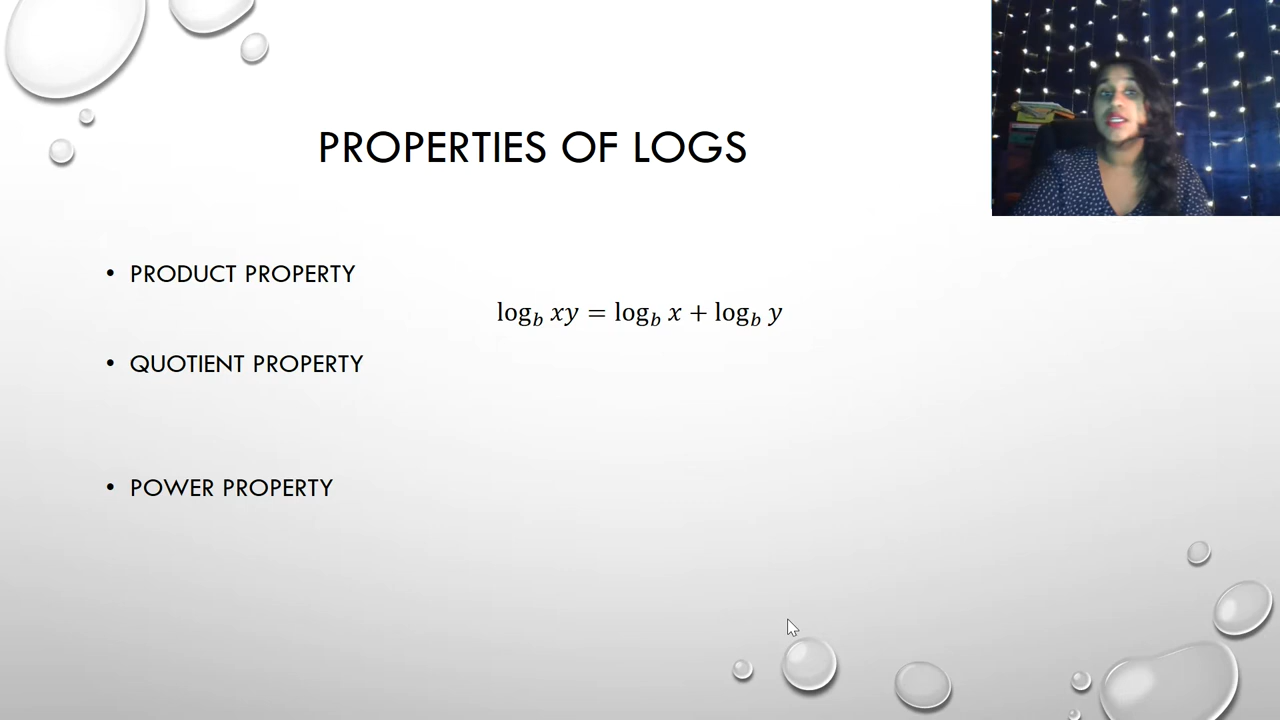 PROPERTIES OF LOGS
• PRODUCT PROPERTY
log_b xy = log_b x + log_b y
• QUOTIENT PROPERTY
• POWER PROPERTY